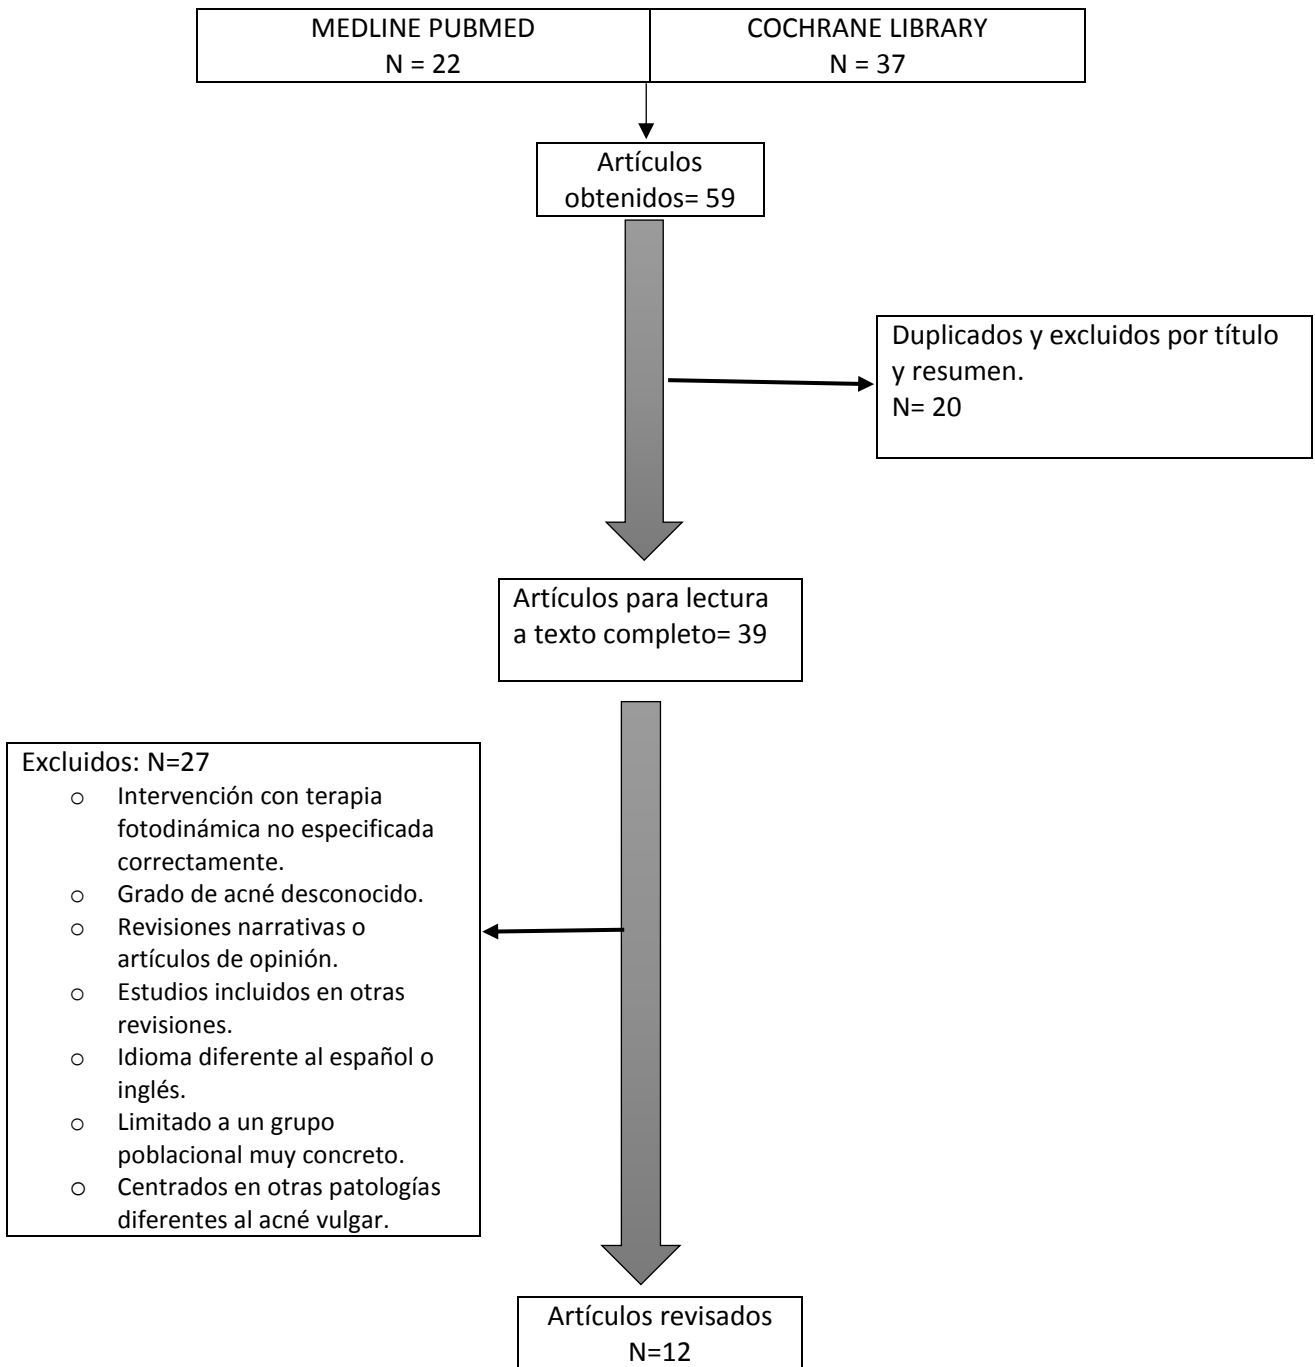 MEDLINE PUBMED
N = 22
COCHRANE LIBRARY
N = 37
Artículos
obtenidos= 59
Duplicados y excluidos por título
y resumen.
N= 20
Artículos para lectura
a texto completo= 39
Excluidos: N=27
o Intervención con terapia
fotodinámica no especificada
correctamente.
o Grado de acné desconocido.
o Revisiones narrativas o
artículos de opinión.
o Estudios incluidos en otras
revisiones.
o Idioma diferente al español o
inglés.
o Limitado a un grupo
poblacional muy concreto.
o Centrados en otras patologías
diferentes al acné vulgar.
Artículos revisados
N=12